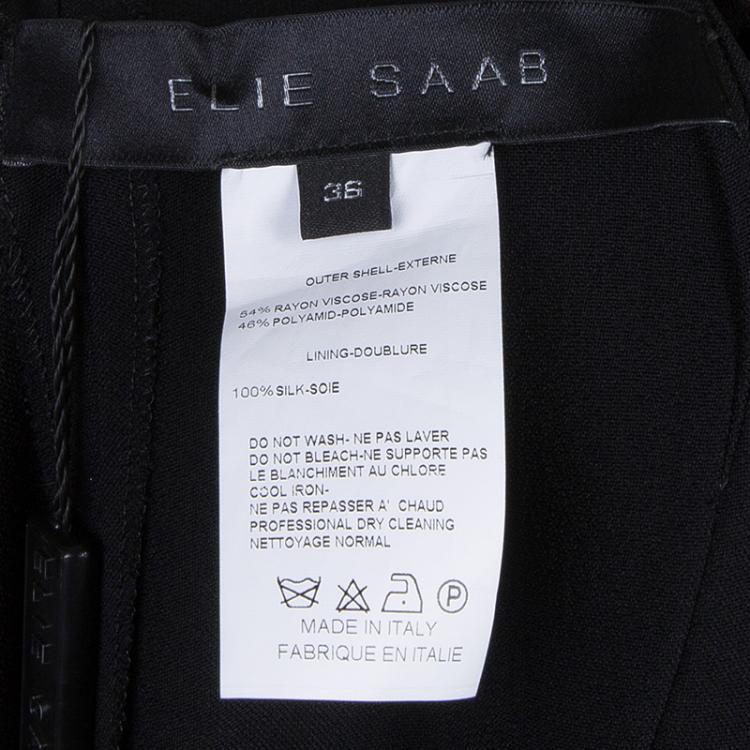 ELIE SAAB
36
OUTER SHELL-EXTERNE
54% RAYON VISCOSE-RAYON VISCOSE
46% POLYAMID-POLYAMIDE
LINING-DOUBLURE
100% SILK-SOIE
DO NOT WASH- NE PAS LAVER
DO NOT BLEACH-NE SUPPORTE PAS
LE BLANCHIMENT AU CHLORE
COOL IRON-
NE PAS REPASSER A' CHAUD
PROFESSIONAL DRY CLEANING
NETTOYAGE NORMAL
P
MADE IN ITALY
FABRIQUE EN ITALIE